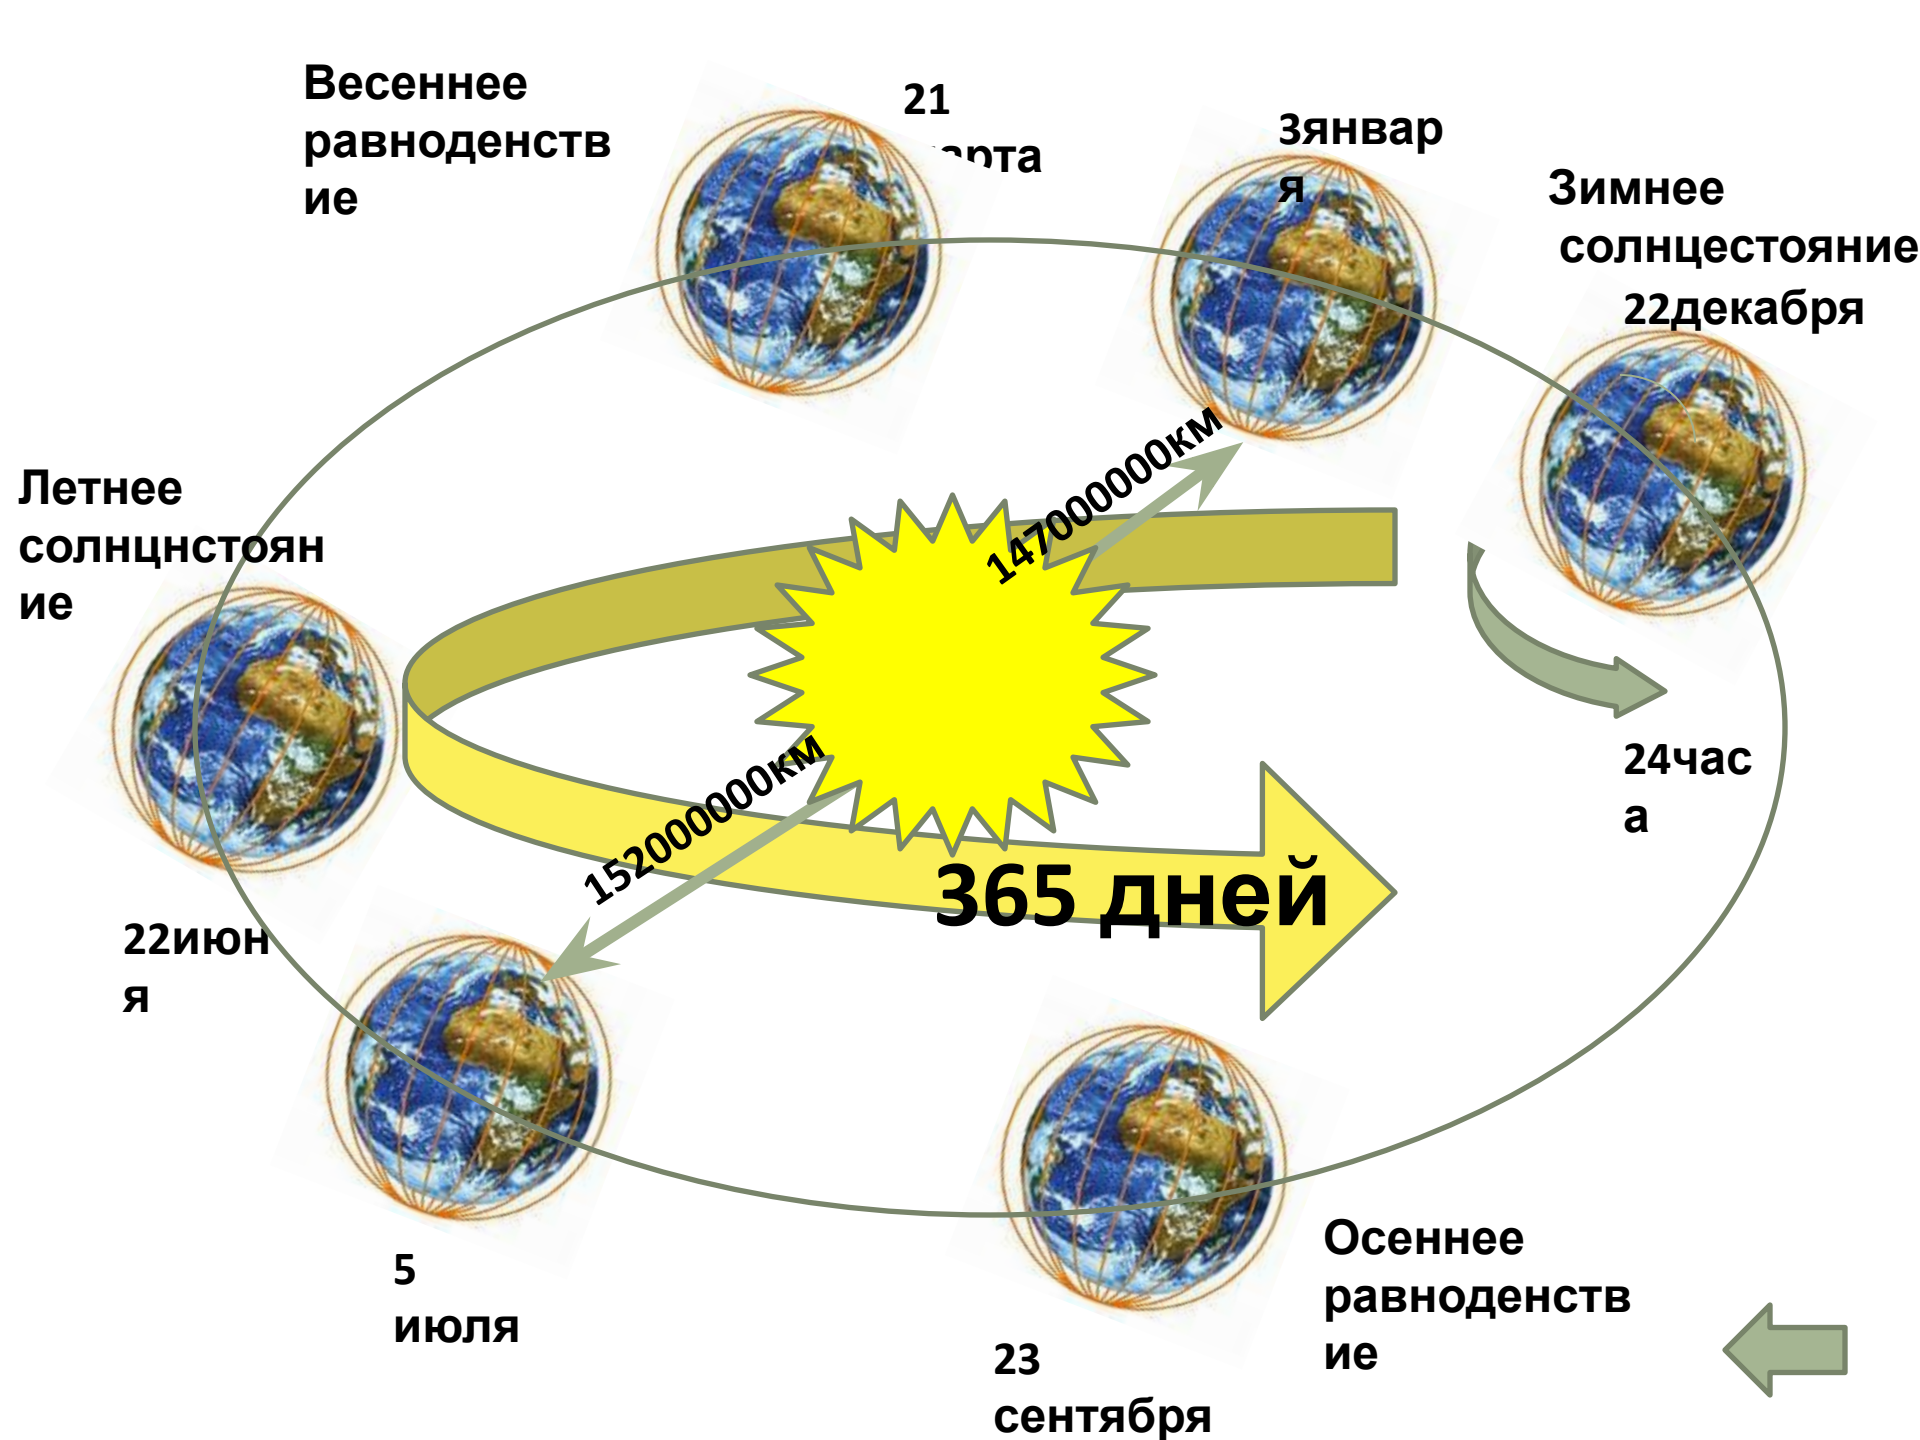 Весеннее
равноденств
ие
21
3январ
я
Зимнее
солнцестояние
22декабря
147000000км
Летнее
солнцнстоян
ие
24час
а
152000000км
365 дней
22июн
я
5
июля
Осеннее
равноденств
ие
23
сентября